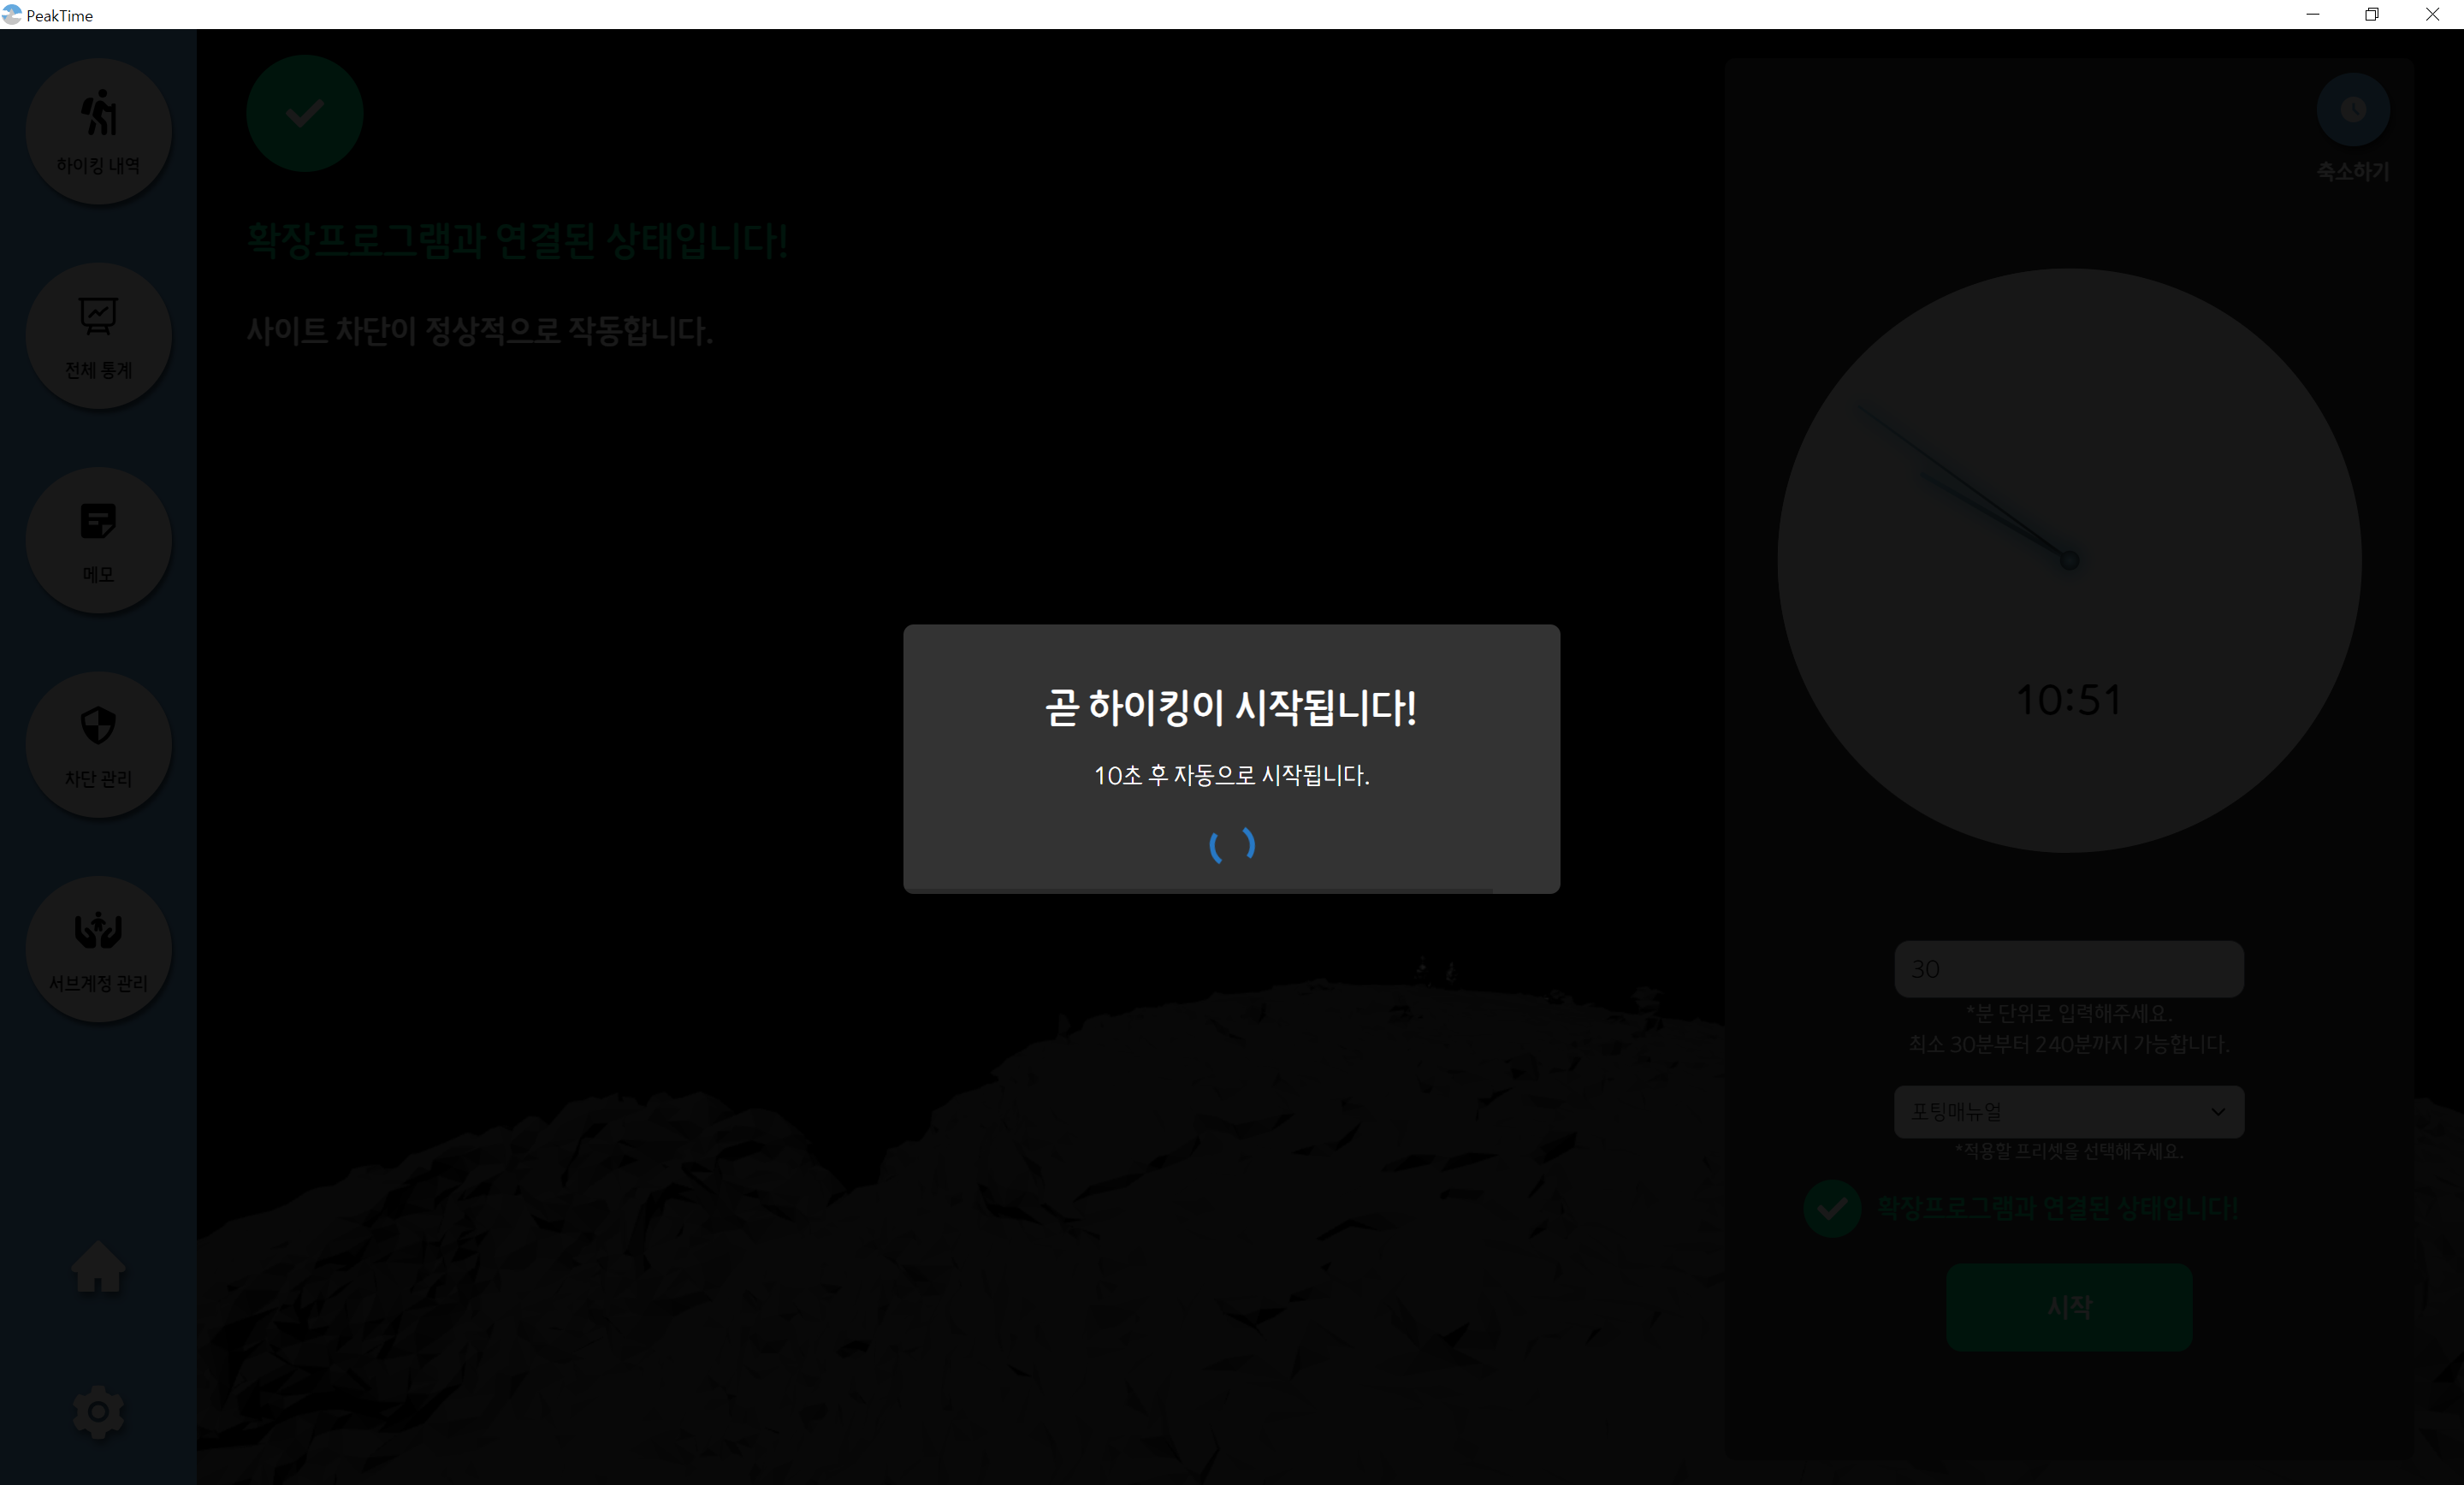 PeakTime
하이킹 내역
전체 통계
메모
차단 관리
서브계정 관리
확장프로그램과 연결된 상태입니다!
사이트 차단이 정상적으로 작동합니다.
곧 하이킹이 시작됩니다!
10초 후 자동으로 시작됩니다.
축소하기
10:51
30
*분 단위로 입력해주세요.
최소 30분부터 240분까지 가능합니다.
포팅매뉴얼
*적용할 프리셋을 선택해주세요.
확장프로그램과 연결된 상태입니다!
시작